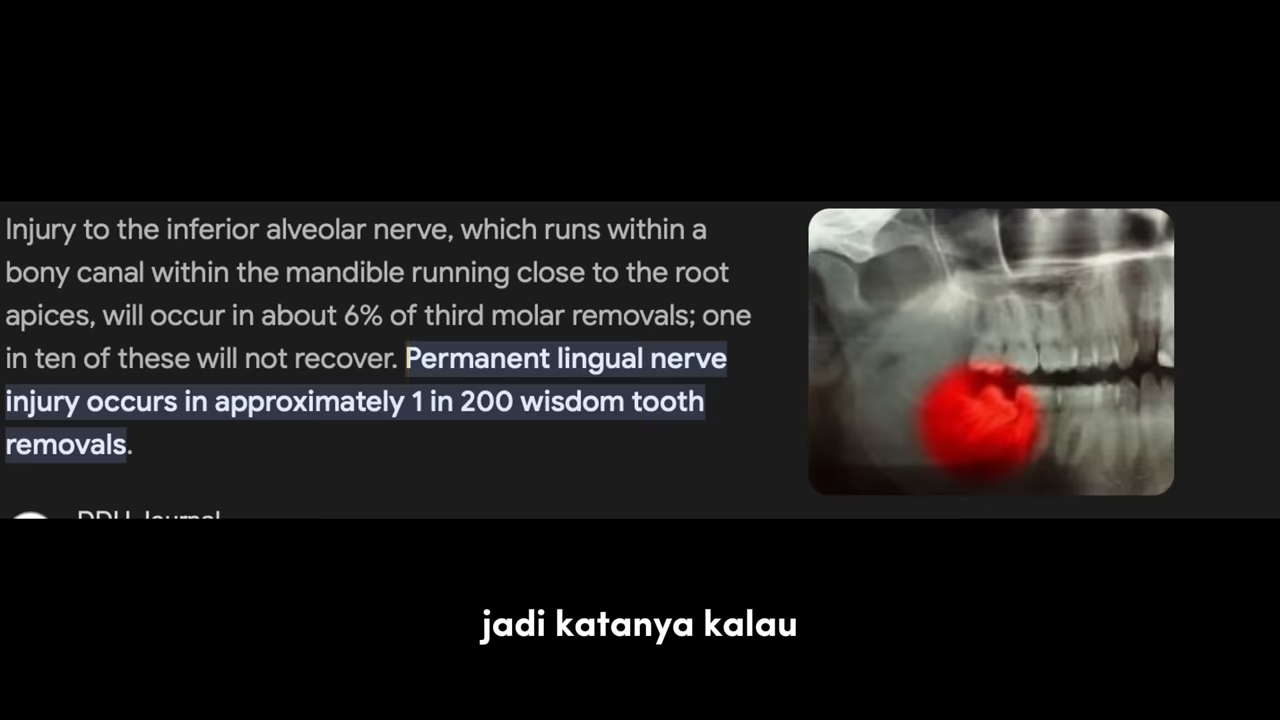 Injury to the inferior alveolar nerve, which runs within a
bony canal within the mandible running close to the root
apices, will occur in about 6% of third molar removals; one
in ten of these will not recover. Permanent lingual nerve
injury occurs in approximately 1 in 200 wisdom tooth
removals.
Journal
jadi katanya kalau